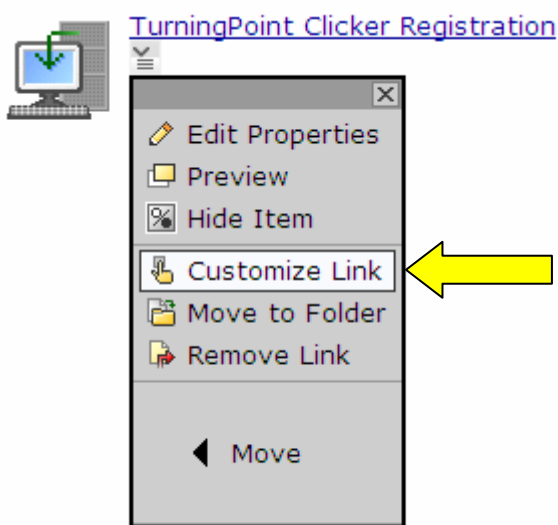 TurningPoint Clicker Registration
Edit Properties
Preview
Hide Item
Customize Link
Move to Folder
Remove Link
Move